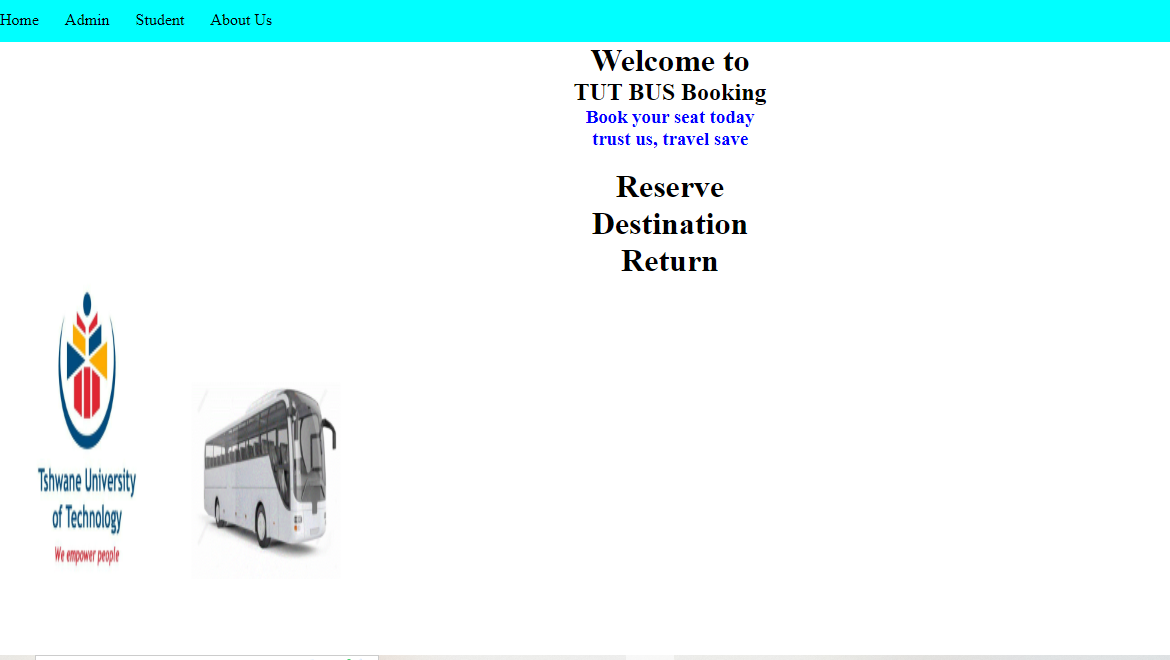 Home Admin Student About Us
Welcome to
TUT BUS Booking
Book your seat today
trust us, travel save
Reserve
Destination
Return
Tshwane University
of Technology
We empower people